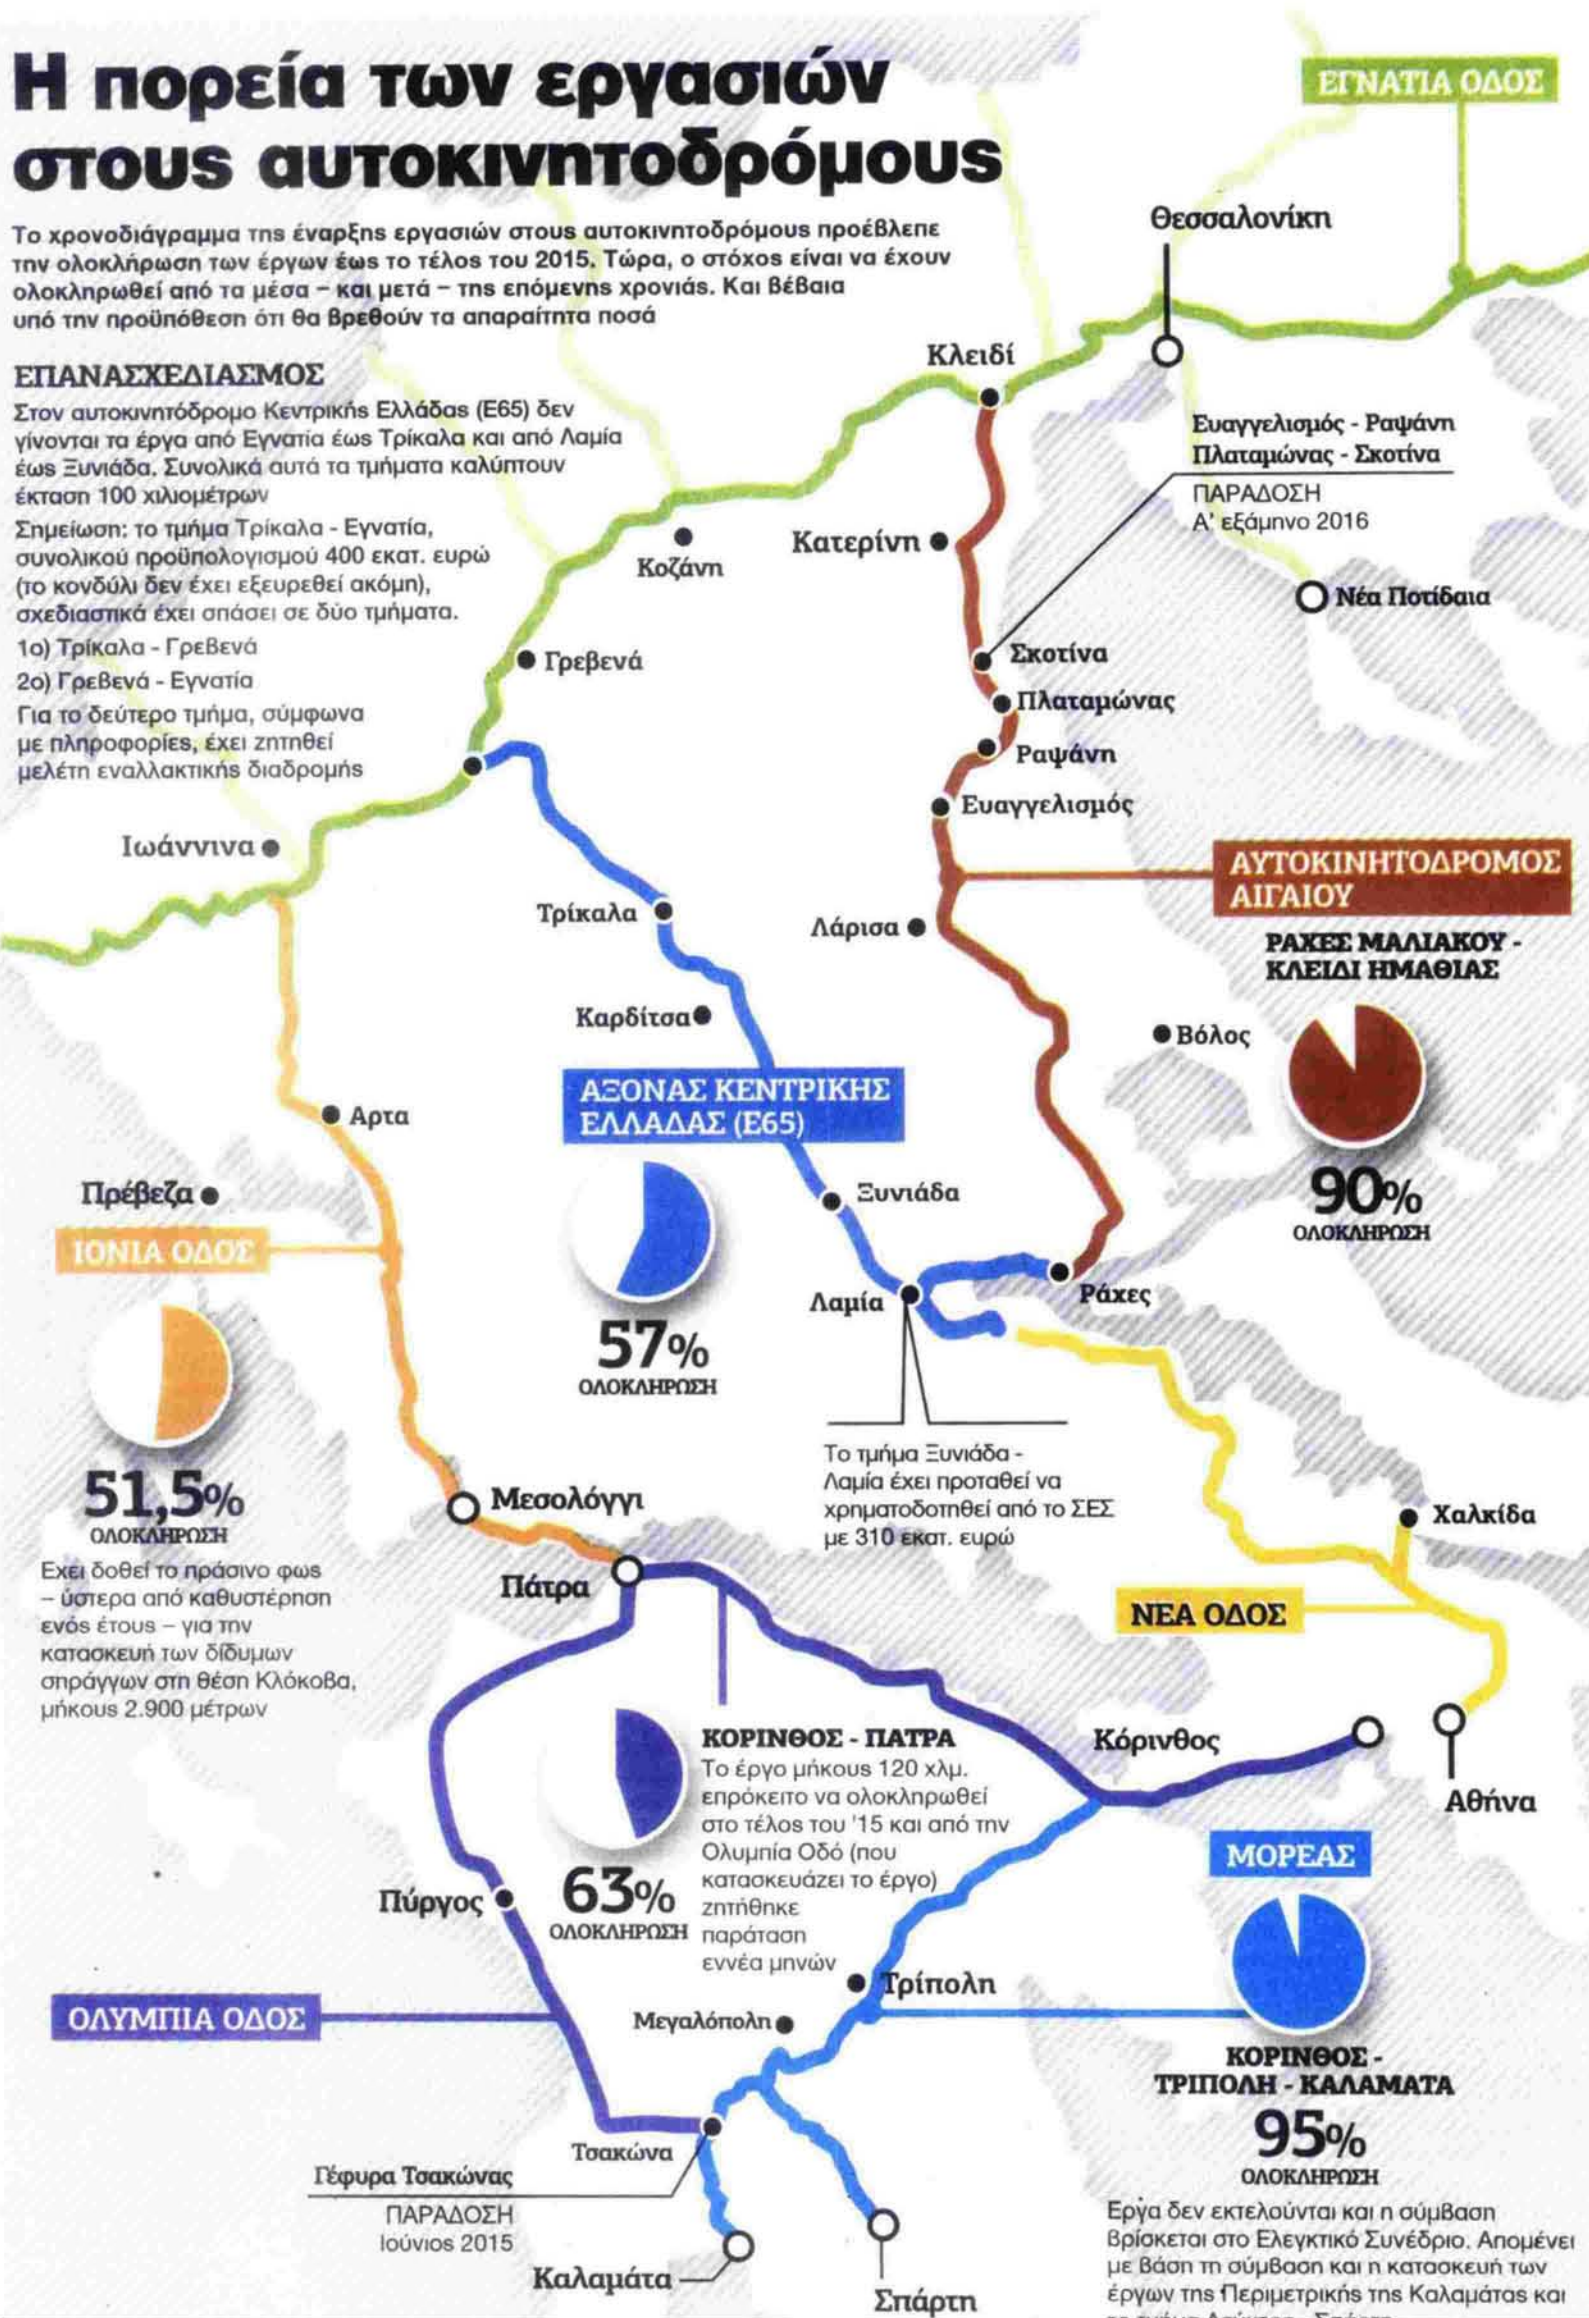 Η πορεία των εργασιών
στους αυτοκινητοδρόμους
Το χρονοδιάγραμμα της έναρξης εργασιών στους αυτοκινητοδρόμους προέβλεπε
την ολοκλήρωση των έργων έως το τέλος του 2015. Τώρα, ο στόχος είναι να έχουν
ολοκληρωθεί από τα μέσα – και μετά – της επόμενης χρονιάς. Και βέβαια
υπό την προϋπόθεση ότι θα βρεθούν τα απαραίτητα ποσά
ΕΠΑΝΑΣΧΕΔΙΑΣΜΟΣ
Στον αυτοκινητόδρομο Κεντρικής Ελλάδας (Ε65) δεν
γίνονται τα έργα από Εγνατία έως Τρίκαλα και από Λαμία
έως Ξυνιάδα. Συνολικά αυτά τα τμήματα καλύπτουν
έκταση 100 χιλιομέτρων
Σημείωση: το τμήμα Τρίκαλα - Εγνατία,
συνολικού προϋπολογισμού 400 εκατ. ευρώ
(το κονδύλι δεν έχει εξευρεθεί ακόμη),
σχεδιαστικά έχει σπάσει σε δύο τμήματα.
1ο) Τρίκαλα - Γρεβενά
2ο) Γρεβενά - Εγνατία
Για το δεύτερο τμήμα, σύμφωνα
με πληροφορίες, έχει ζητηθεί
μελέτη εναλλακτικής διαδρομής
ΕΓΝΑΤΙΑ ΟΔΟΣ
Θεσσαλονίκη
Κλειδί
Ευαγγελισμός - Ραψάνη
Πλαταμώνας - Σκοτίνα
ΠΑΡΑΔΟΣΗ
Α' εξάμηνο 2016
Κατερίνη
Κοζάνη
Νέα Ποτίδαια
Γρεβενά
Σκοτίνα
Πλαταμώνας
Ραψάνη
Ευαγγελισμός
Ιωάννινα
ΑΥΤΟΚΙΝΗΤΟΔΡΟΜΟΣ
ΑΙΓΑΙΟΥ
ΡΑΧΕΣ ΜΑΛΙΑΚΟΥ -
ΚΛΕΙΔΙ ΗΜΑΘΙΑΣ
90%
ΟΛΟΚΛΗΡΩΣΗ
Τρίκαλα
Λάρισα
Καρδίτσα
Βόλος
ΑΞΟΝΑΣ ΚΕΝΤΡΙΚΗΣ
ΕΛΛΑΔΑΣ (Ε65)
57%
ΟΛΟΚΛΗΡΩΣΗ
Αρτα
Πρέβεζα
Ξυνιάδα
ΙΟΝΙΑ ΟΔΟΣ
51,5%
ΟΛΟΚΛΗΡΩΣΗ
Εχει δοθεί το πράσινο φως
– ύστερα από καθυστέρηση
ενός έτους – για την
κατασκευή των δίδυμων
σηράγγων στη θέση Κλόκοβα,
μήκους 2.900 μέτρων
Λαμία
Ράχες
Το τμήμα Ξυνιάδα -
Λαμία έχει προταθεί να
χρηματοδοτηθεί από το ΣΕΣ
με 310 εκατ. ευρώ
Μεσολόγγι
Χαλκίδα
Πάτρα
ΝΕΑ ΟΔΟΣ
ΚΟΡΙΝΘΟΣ - ΠΑΤΡΑ
Το έργο μήκους 120 χλμ.
επρόκειτο να ολοκληρωθεί
στο τέλος του '15 και από την
Ολυμπία Οδό (που
κατασκευάζει το έργο)
ζητήθηκε
παράταση
εννέα μηνών
63%
ΟΛΟΚΛΗΡΩΣΗ
Κόρινθος
Αθήνα
ΜΟΡΕΑΣ
Πύργος
Τρίπολη
ΟΛΥΜΠΙΑ ΟΔΟΣ
Μεγαλόπολη
ΚΟΡΙΝΘΟΣ -
ΤΡΙΠΟΛΗ - ΚΑΛΑΜΑΤΑ
95%
ΟΛΟΚΛΗΡΩΣΗ
Εργα δεν εκτελούνται και η σύμβαση
βρίσκεται στο Ελεγκτικό Συνέδριο. Απομένει
με βάση τη σύμβαση και η κατασκευή των
έργων της Περιμετρικής της Καλαμάτας και
Τσακώνα
Γέφυρα Τσακώνας
ΠΑΡΑΔΟΣΗ
Ιούνιος 2015
Καλαμάτα
Σπάρτη